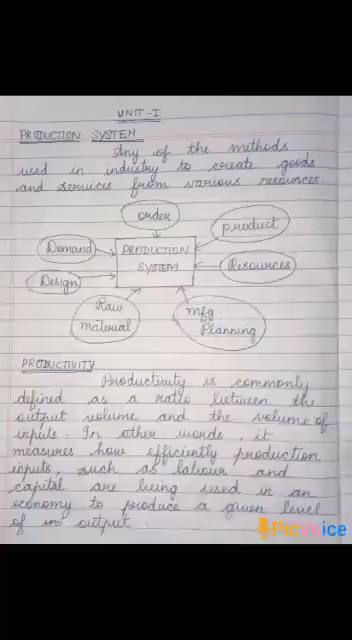 UNIT-I
PRODUCTION SYSTEM
Any of the methods
used in industry to create goods
and services from various resources.
order
product
Demand
PRODUCTION
SYSTEM
Resources
Design
Raw
material
mfg.
Planning
PRODUCTIVITY
Productivity is commonly
defined as a ratio between the
output volume and the volume of
inputs. In other words, it
measures how efficiently production
inputs, such as labour and
capital are being used in an
economy to produce a given level
of output.
PicVoice